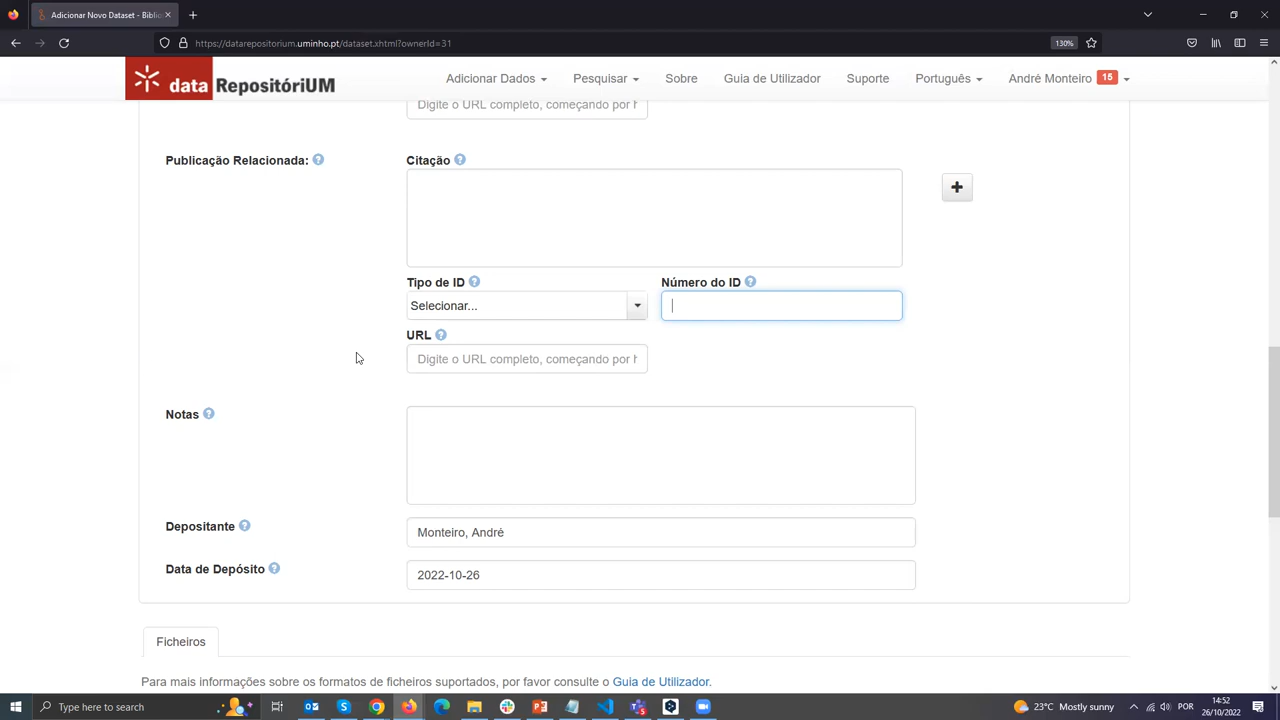 Adicionar Novo Dataset - Biblio
https://datarepositorium.uminho.pt/dataset.xhtml?ownerId=31
130%
data RepositóriUM
Adicionar Dados
Pesquisar
Sobre
Guia de Utilizador
Suporte
Português
André Monteiro 15
Digite o URL completo, começando por h
Publicação Relacionada:
Citação
Tipo de ID
Número do ID
Selecionar...
URL
Digite o URL completo, começando por h
Notas
Depositante
Monteiro, André
Data de Depósito
2022-10-26
Ficheiros
Para mais informações sobre os formatos de ficheiros suportados, por favor consulte o Guia de Utilizador.
Type here to search
23°C Mostly sunny
POR
14:52
26/10/2022